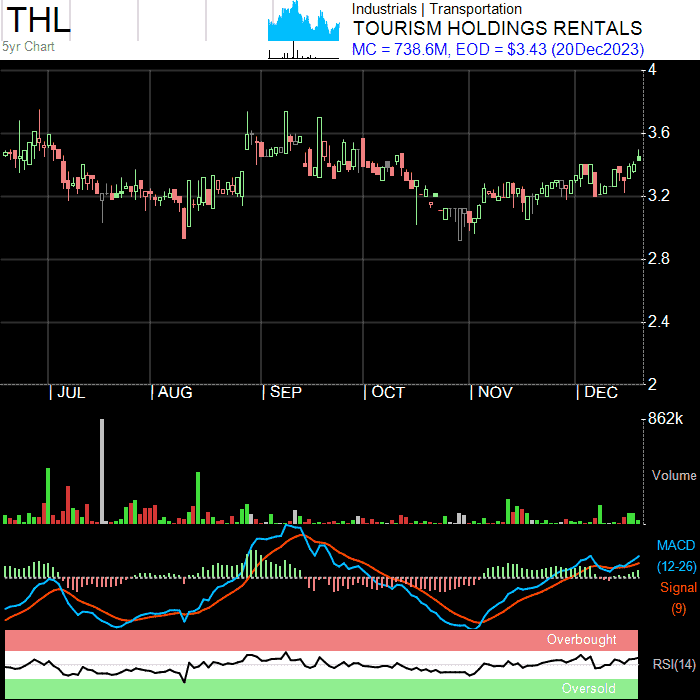 THL
5yr Chart
Industrials | Transportation
TOURISM HOLDINGS RENTALS
MC = 738.6M, EOD = $3.43 (20Dec2023)
4
3.6
3.2
2.8
2.4
2
| JUL | AUG | SEP | OCT | NOV | DEC
862k
Volume
MACD
(12-26)
Signal
(9)
Overbought
RSI(14)
Oversold